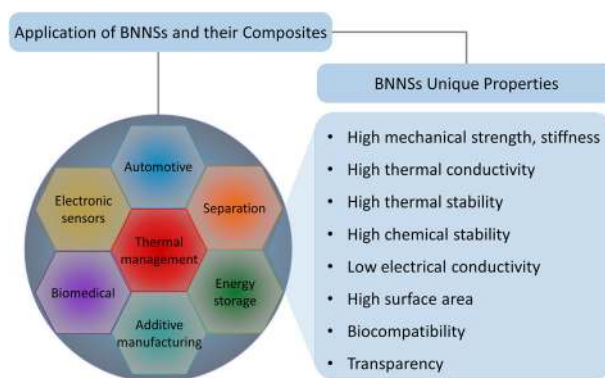 Application of BNNSs and their Composites
BNNSs Unique Properties
Automotive
Electronic
sensors
Separation
Thermal
management
Biomedical
Energy
storage
Additive
manufacturing
• High mechanical strength, stiffness
• High thermal conductivity
• High thermal stability
• High chemical stability
• Low electrical conductivity
• High surface area
• Biocompatibility
• Transparency